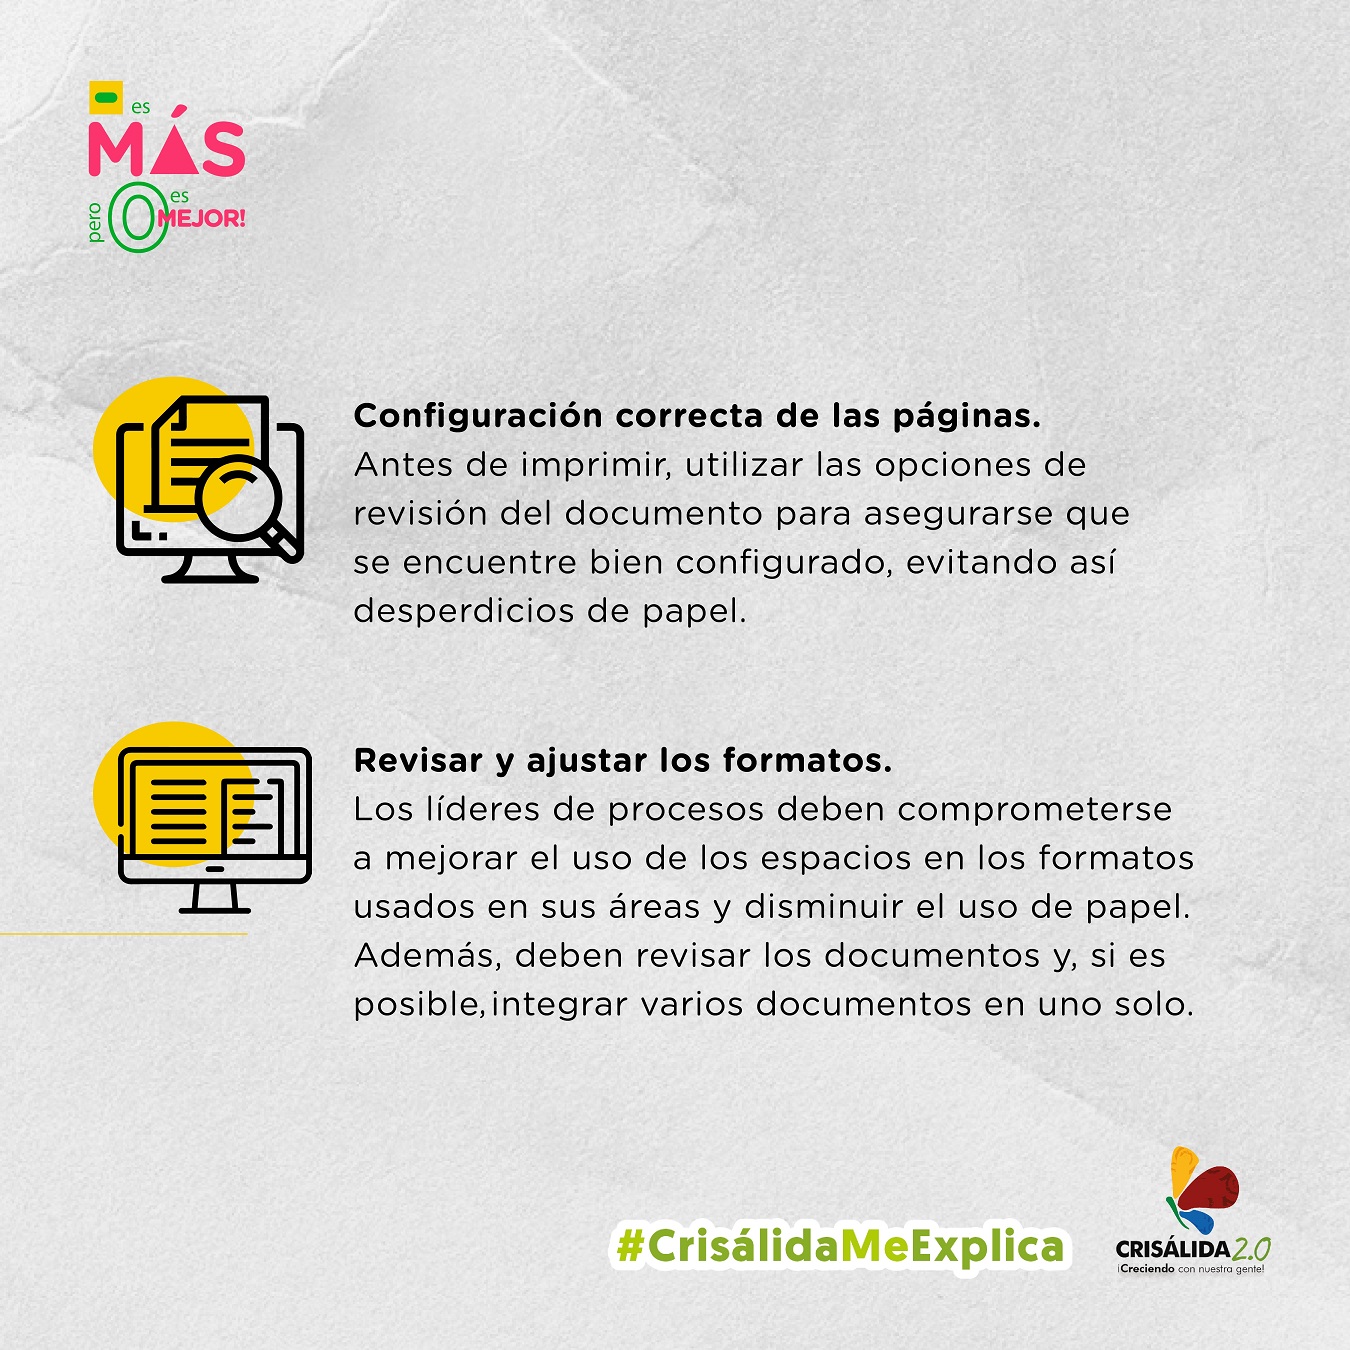 - es
MÁS
pero 0 es
MEJOR!
Configuración correcta de las páginas.
Antes de imprimir, utilizar las opciones de
revisión del documento para asegurarse que
se encuentre bien configurado, evitando así
desperdicios de papel.
Revisar y ajustar los formatos.
Los líderes de procesos deben comprometerse
a mejorar el uso de los espacios en los formatos
usados en sus áreas y disminuir el uso de papel.
Además, deben revisar los documentos y, si es
posible, integrar varios documentos en uno solo.
#CrisálidaMeExplica
CRISÁLIDA 2.0
¡Creciendo con nuestra gente!